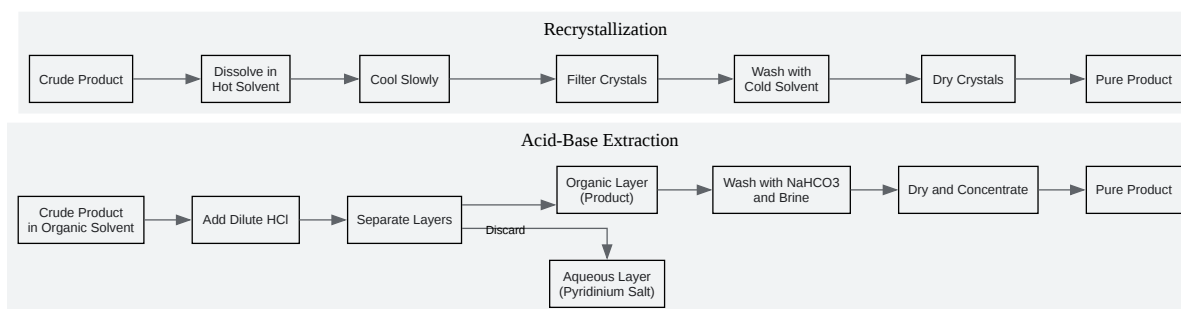 Recrystallization
Crude Product
Dissolve in
Hot Solvent
Cool Slowly
Filter Crystals
Wash with
Cold Solvent
Dry Crystals
Pure Product
Acid-Base Extraction
Crude Product
in Organic Solvent
Add Dilute HCl
Separate Layers
Organic Layer
(Product)
Wash with NaHCO3
and Brine
Dry and Concentrate
Pure Product
Discard
Aqueous Layer
(Pyridinium Salt)